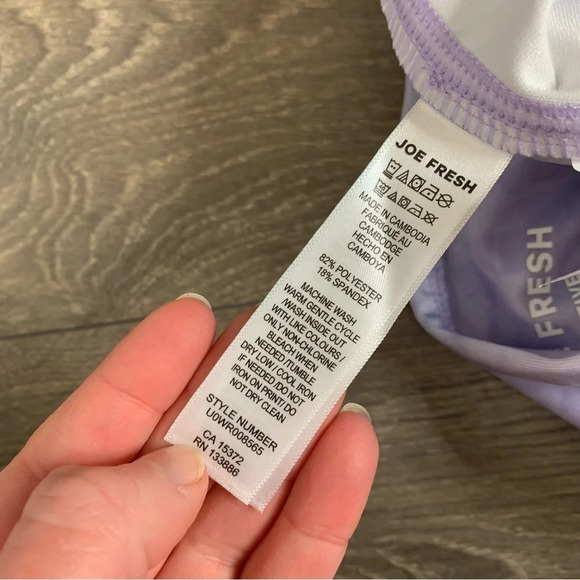 JOE FRESH
MADE IN CAMBODIA
FABRIQUÉ AU
CAMBODGE
HECHO EN
CAMBOYA
82% POLYESTER
18% SPANDEX
MACHINE WASH
WARM GENTLE CYCLE
/WASH INSIDE OUT
WITH LIKE COLOURS/
ONLY NON-CHLORINE
BLEACH WHEN
NEEDED /TUMBLE
DRY LOW / COOL IRON
IF NEEDED /DO NOT
IRON ON PRINT/ DO
NOT DRY CLEAN
STYLE NUMBER
U0WR008565
CA 15372
RN 133886
FRESH